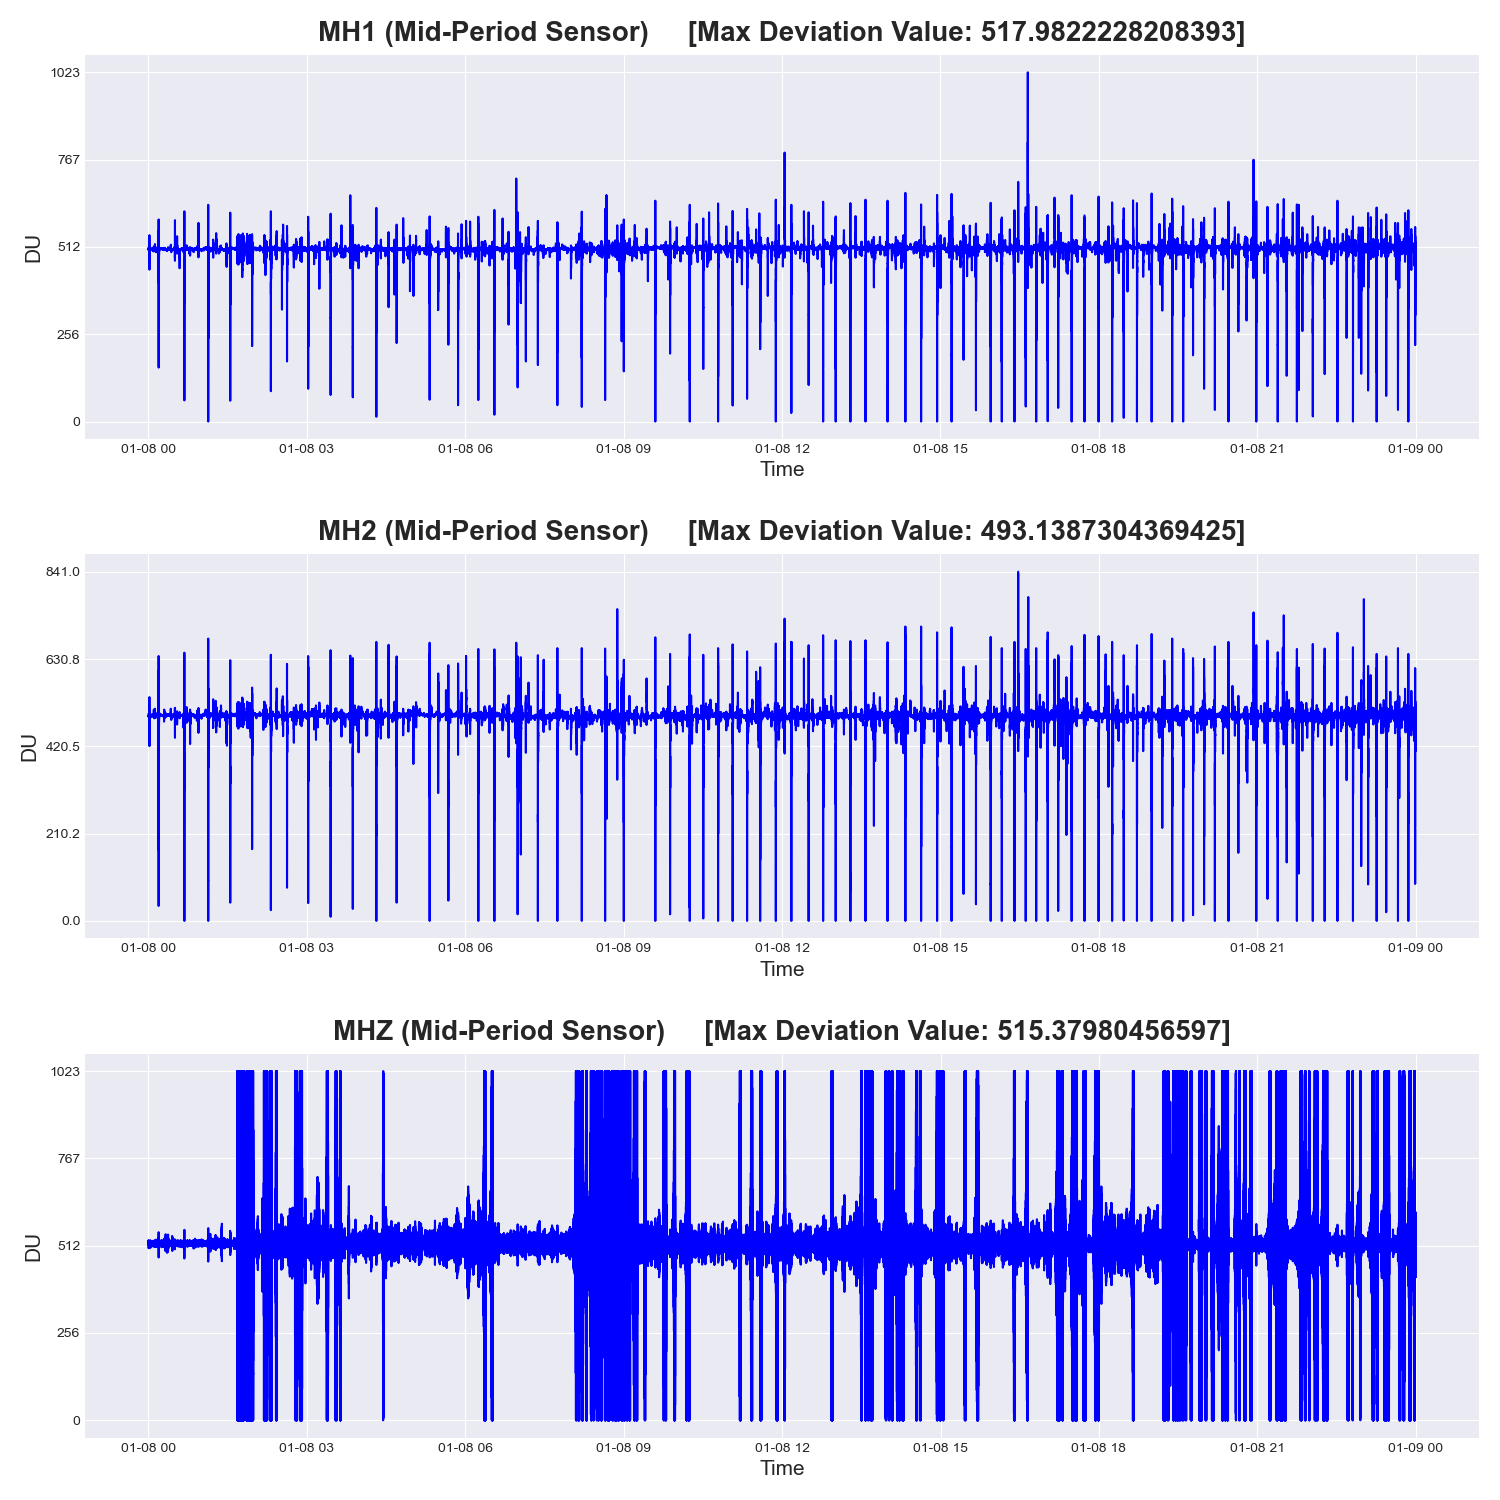 MH1 (Mid-Period Sensor) [Max Deviation Value: 517.9822228208393]
1023
767
512
256
0
DU
01-08 00 01-08 03 01-08 06 01-08 09 01-08 12 01-08 15 01-08 18 01-08 21 01-09 00
Time
MH2 (Mid-Period Sensor) [Max Deviation Value: 493.1387304369425]
841.0
630.8
420.5
210.2
0.0
DU
01-08 00 01-08 03 01-08 06 01-08 09 01-08 12 01-08 15 01-08 18 01-08 21 01-09 00
Time
MHZ (Mid-Period Sensor) [Max Deviation Value: 515.37980456597]
1023
767
512
256
0
DU
01-08 00 01-08 03 01-08 06 01-08 09 01-08 12 01-08 15 01-08 18 01-08 21 01-09 00
Time